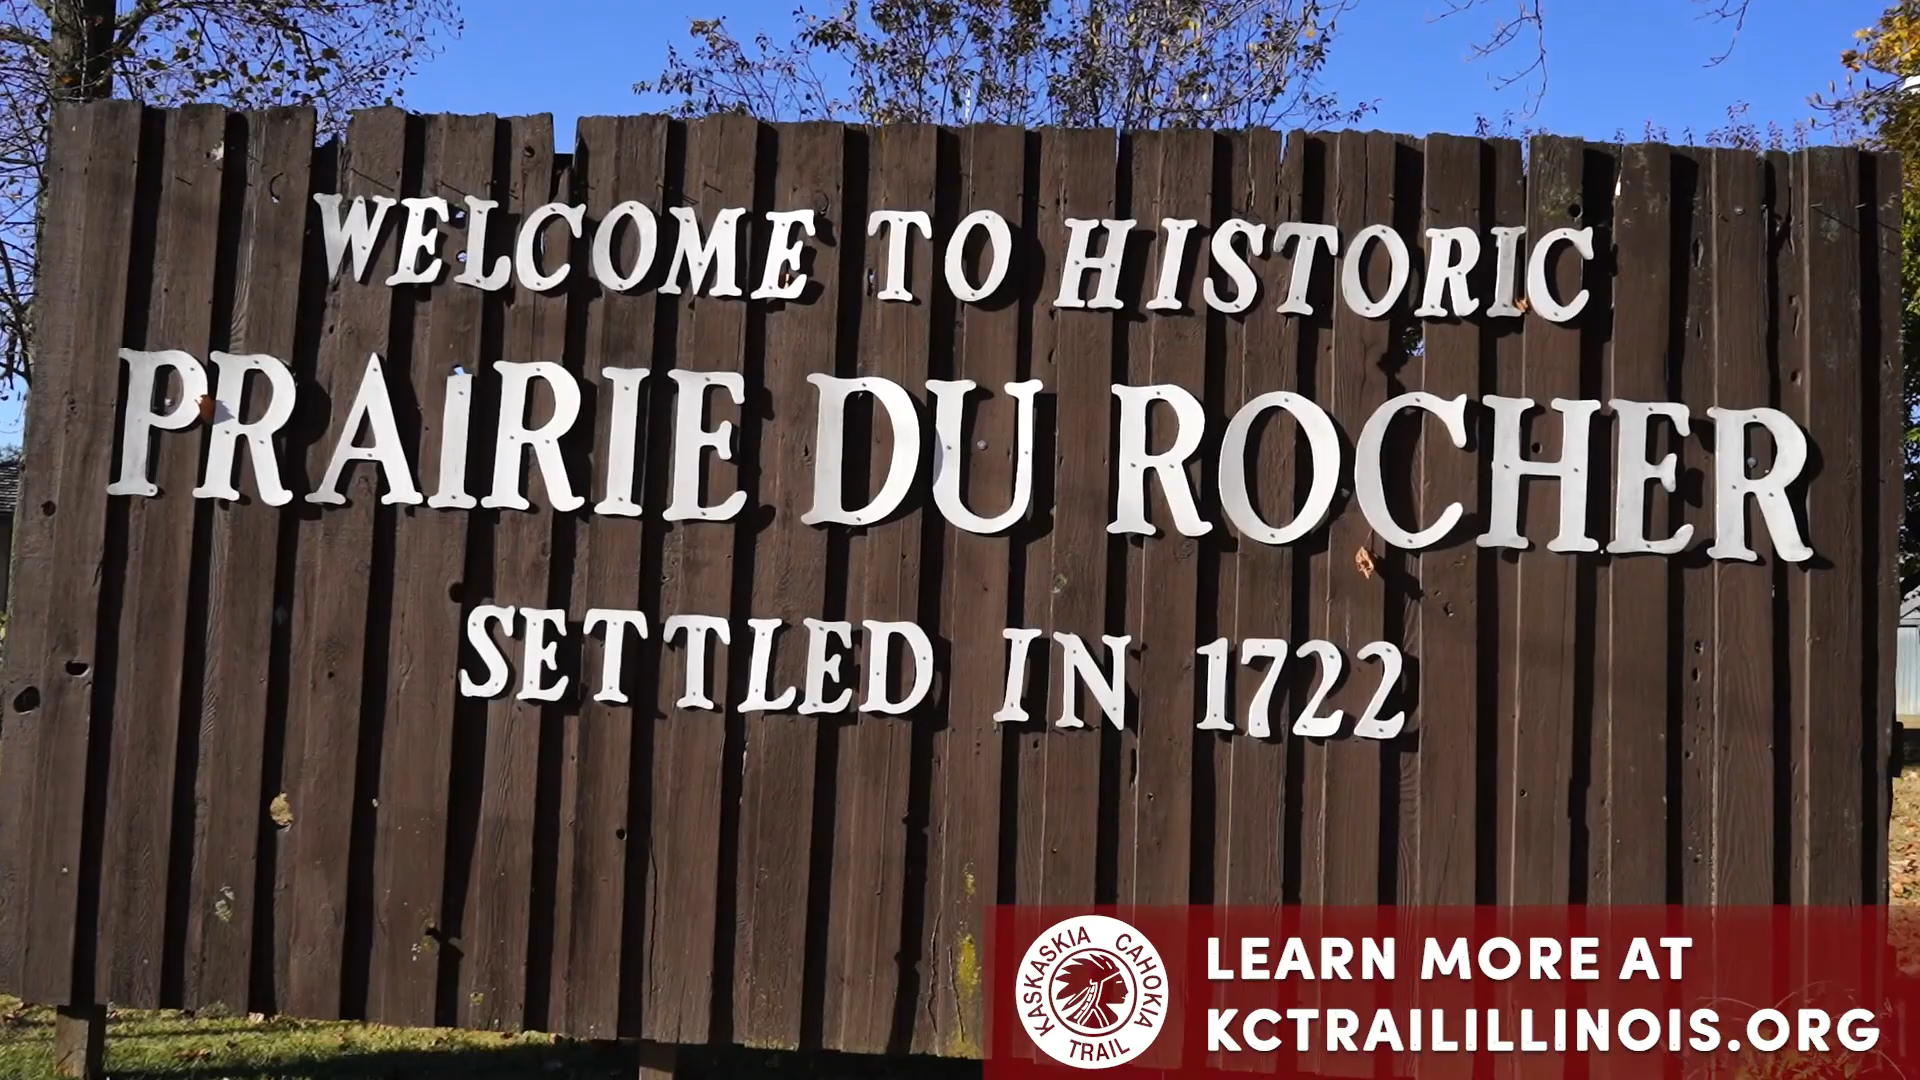 WELCOME TO HISTORIC
PRAIRIE DU ROCHER
SETTLED IN 1722
KASKASKIA CAHOKIA
TRAIL
LEARN MORE AT
KCTRAILILLINOIS.ORG